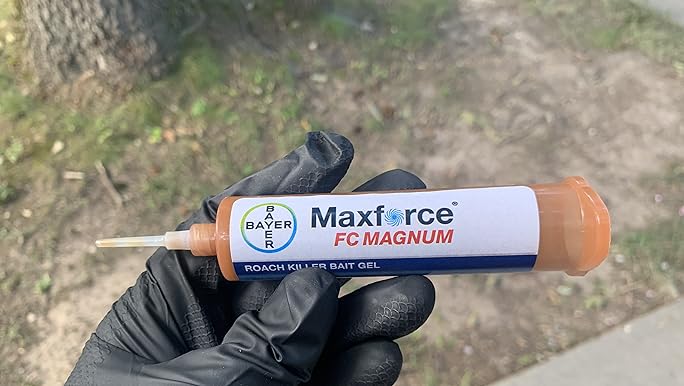 BAYER
BAYER
Maxforce®
FC MAGNUM
ROACH KILLER BAIT GEL